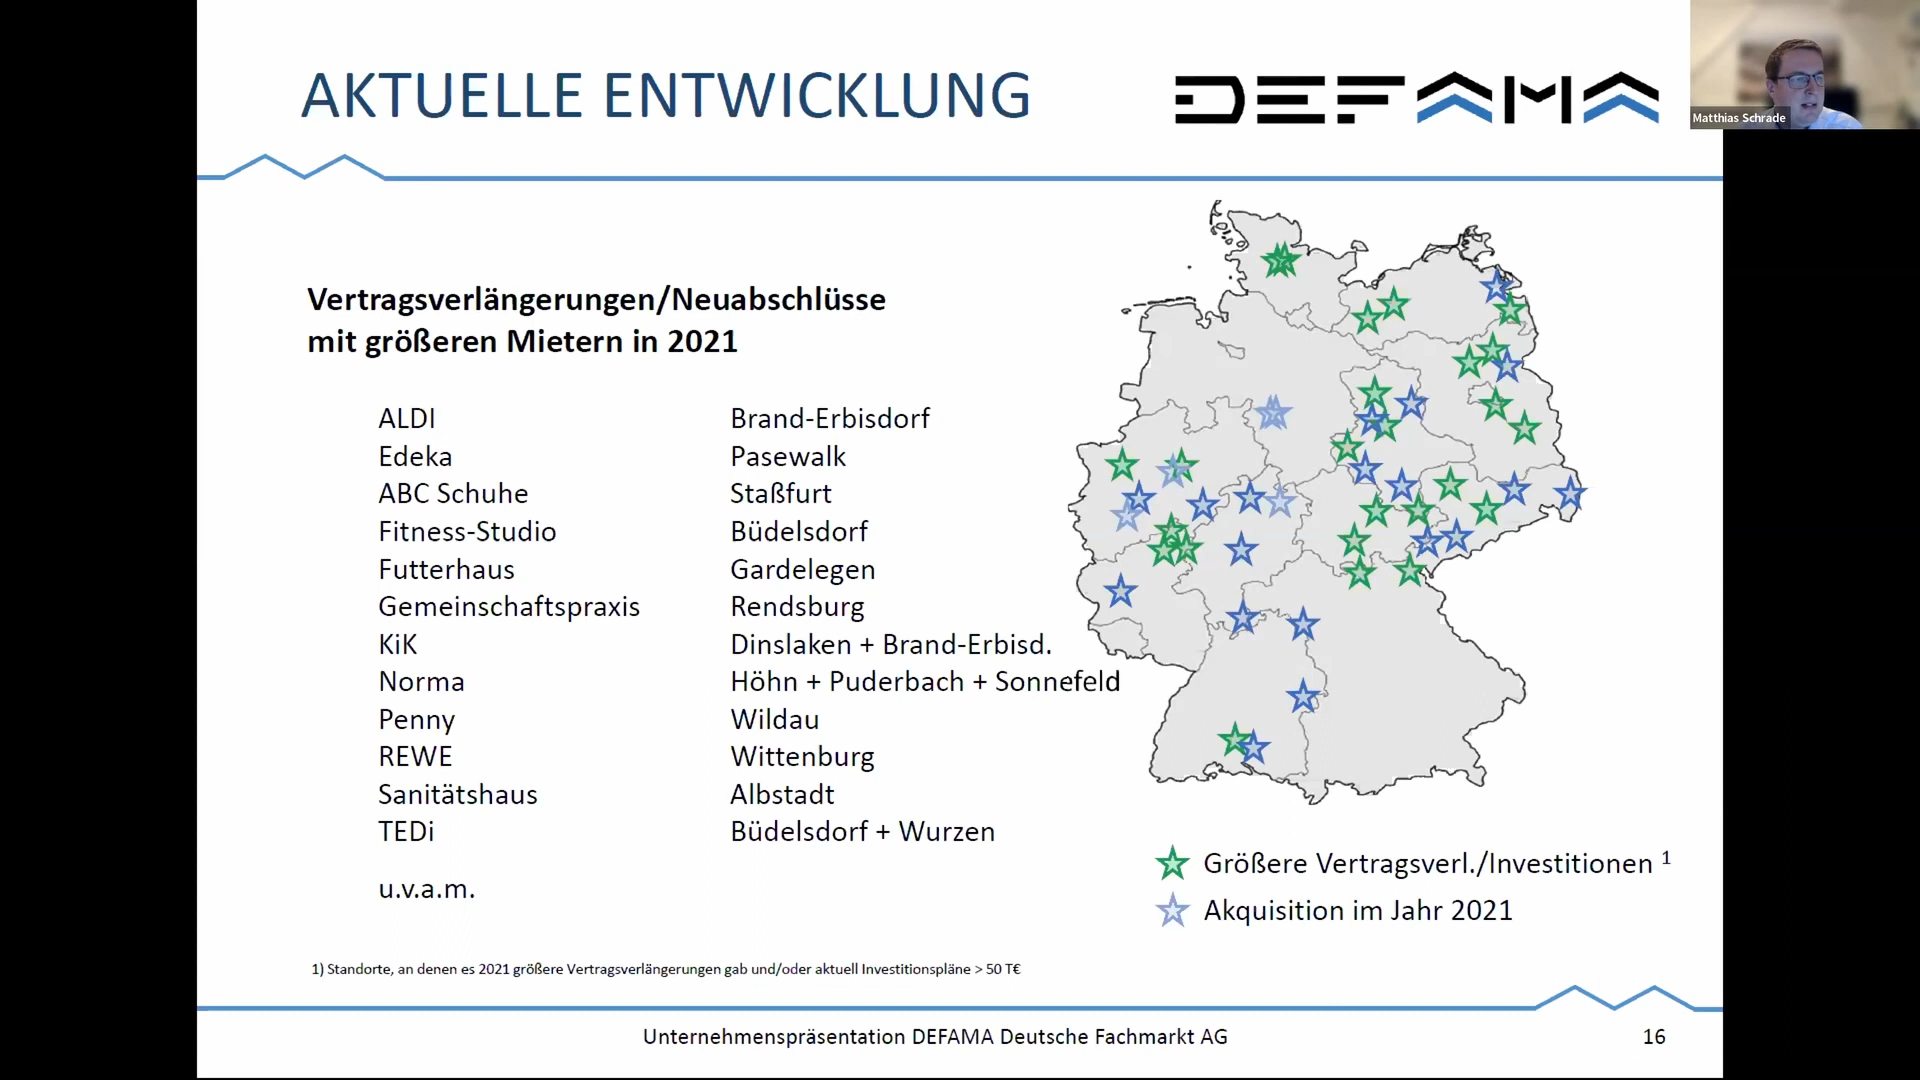 AKTUELLE ENTWICKLUNG
DEFAMA
Matthias Schrade
Vertragsverlängerungen/Neuabschlüsse
mit größeren Mietern in 2021
ALDI Brand-Erbisdorf
Edeka Pasewalk
ABC Schuhe Staßfurt
Fitness-Studio Büdelsdorf
Futterhaus Gardelegen
Gemeinschaftspraxis Rendsburg
KiK Dinslaken + Brand-Erbisd.
Norma Höhn + Puderbach + Sonnefeld
Penny Wildau
REWE Wittenburg
Sanitätshaus Albstadt
TEDi Büdelsdorf + Wurzen
u.v.a.m.
Größere Vertragsverl./Investitionen 1
Akquisition im Jahr 2021
1) Standorte, an denen es 2021 größere Vertragsverlängerungen gab und/oder aktuell Investitionspläne > 50 T€
Unternehmenspräsentation DEFAMA Deutsche Fachmarkt AG
16